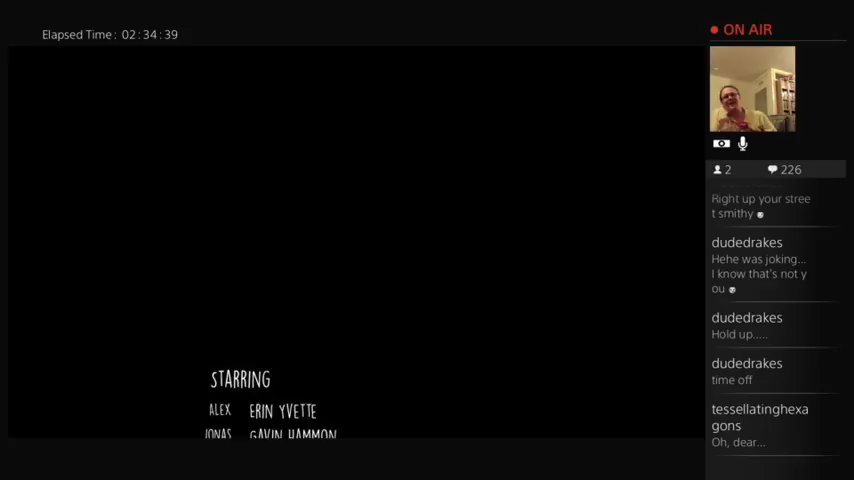 Elapsed Time: 02:34:39
ON AIR
2
226
Right up your stree
t smithy
dudedrakes
Hehe was joking...
I know that's not y
ou
dudedrakes
Hold up.....
dudedrakes
time off
tessellatinghexa
gons
Oh, dear...
STARRING
ALEX ERIN YVETTE
JONAS GAVIN HAMMON